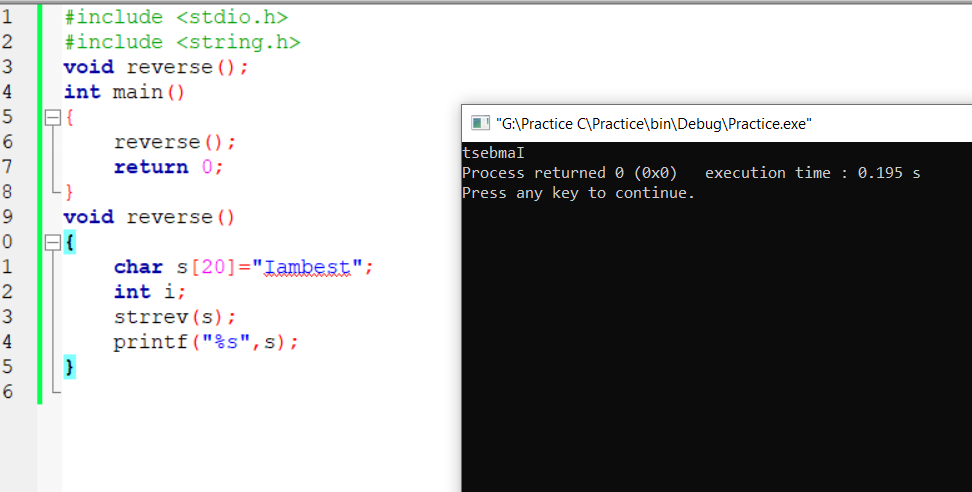 1 #include <stdio.h>
2 #include <string.h>
3 void reverse();
4 int main()
5 {
6 reverse();
7 return 0;
8 }
9 void reverse()
0 {
1 char s[20]="Iambest";
2 int i;
3 strrev(s);
4 printf("%s",s);
5 }
6
"G:\Practice C\Practice\bin\Debug\Practice.exe"
tsebmaI
Process returned 0 (0x0)   execution time : 0.195 s
Press any key to continue.